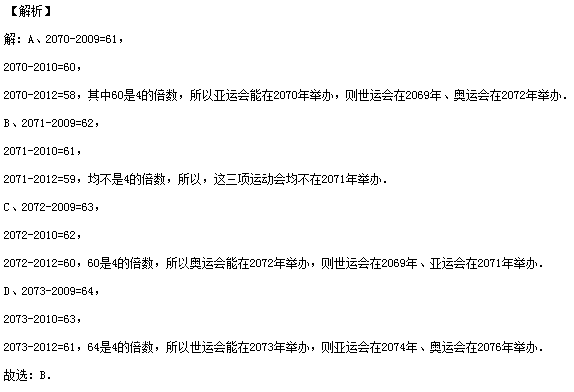 【解析】
解：A、2070-2009=61，
2070-2010=60，
2070-2012=58，其中60是4的倍数，所以亚运会能在2070年举办，则世运会在2069年、奥运会在2072年举办．
B、2071-2009=62，
2071-2010=61，
2071-2012=59，均不是4的倍数，所以，这三项运动会均不在2071年举办．
C、2072-2009=63，
2072-2010=62，
2072-2012=60，60是4的倍数，所以奥运会能在2072年举办，则世运会在2069年、亚运会在2071年举办．
D、2073-2009=64，
2073-2010=63，
2073-2012=61，64是4的倍数，所以世运会在2073年举办，则亚运会在2074年、奥运会在2076年举办．
故选：B．